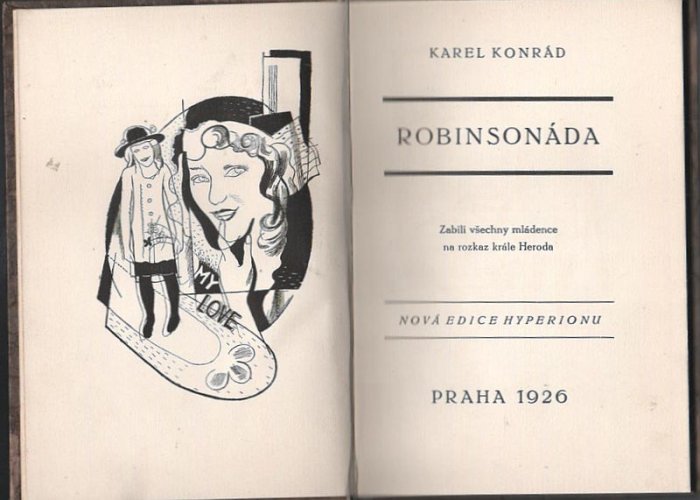 MY
LOVE
KAREL KONRÁD
ROBINSONÁDA
Zabili všechny mládence
na rozkaz krále Heroda
NOVÁ EDICE HYPERIONU
PRAHA 1926